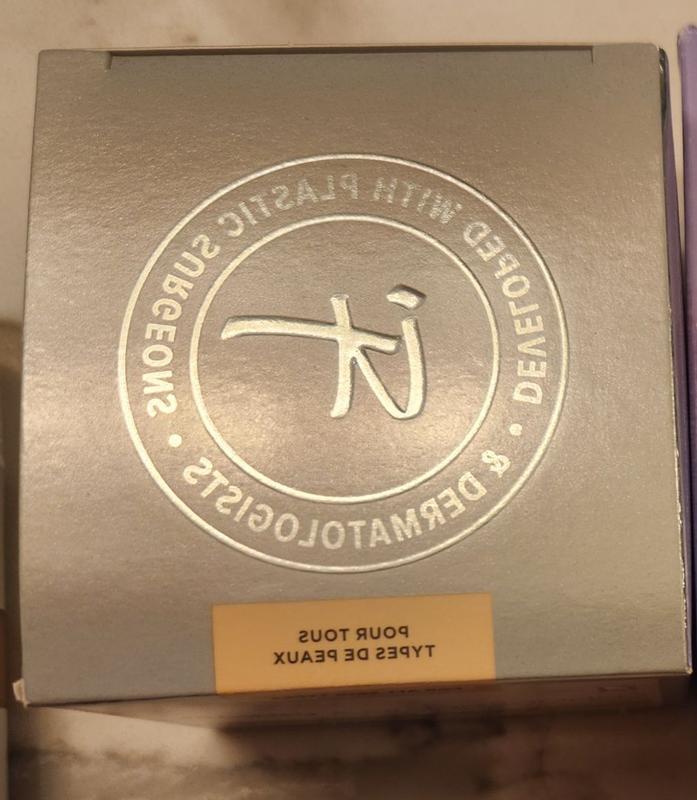 DEVELOPED WITH PLASTIC SURGEONS
• & DERMATOLOGISTS •
it
POUR TOUS
TYPES DE PEAUX